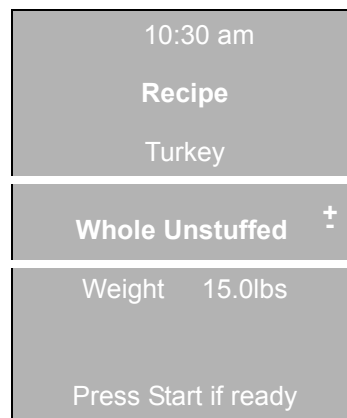 10:30 am
Recipe
Turkey
Whole Unstuffed +
-
Weight 15.0lbs
Press Start if ready